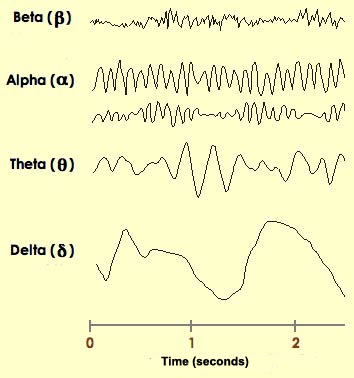 Beta (β)
Alpha (α)
Theta (θ)
Delta (δ)
0 1 2
Time (seconds)